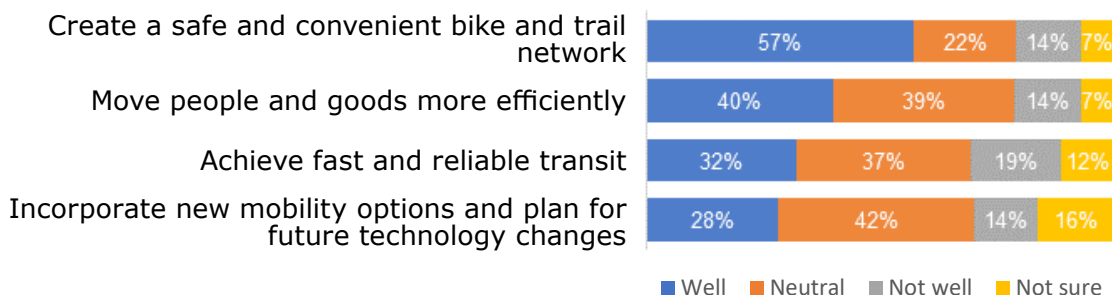 Create a safe and convenient bike and trail
network
57% 22% 14% 7%
Move people and goods more efficiently
40% 39% 14% 7%
Achieve fast and reliable transit
32% 37% 19% 12%
Incorporate new mobility options and plan for
future technology changes
28% 42% 14% 16%
Well Neutral Not well Not sure